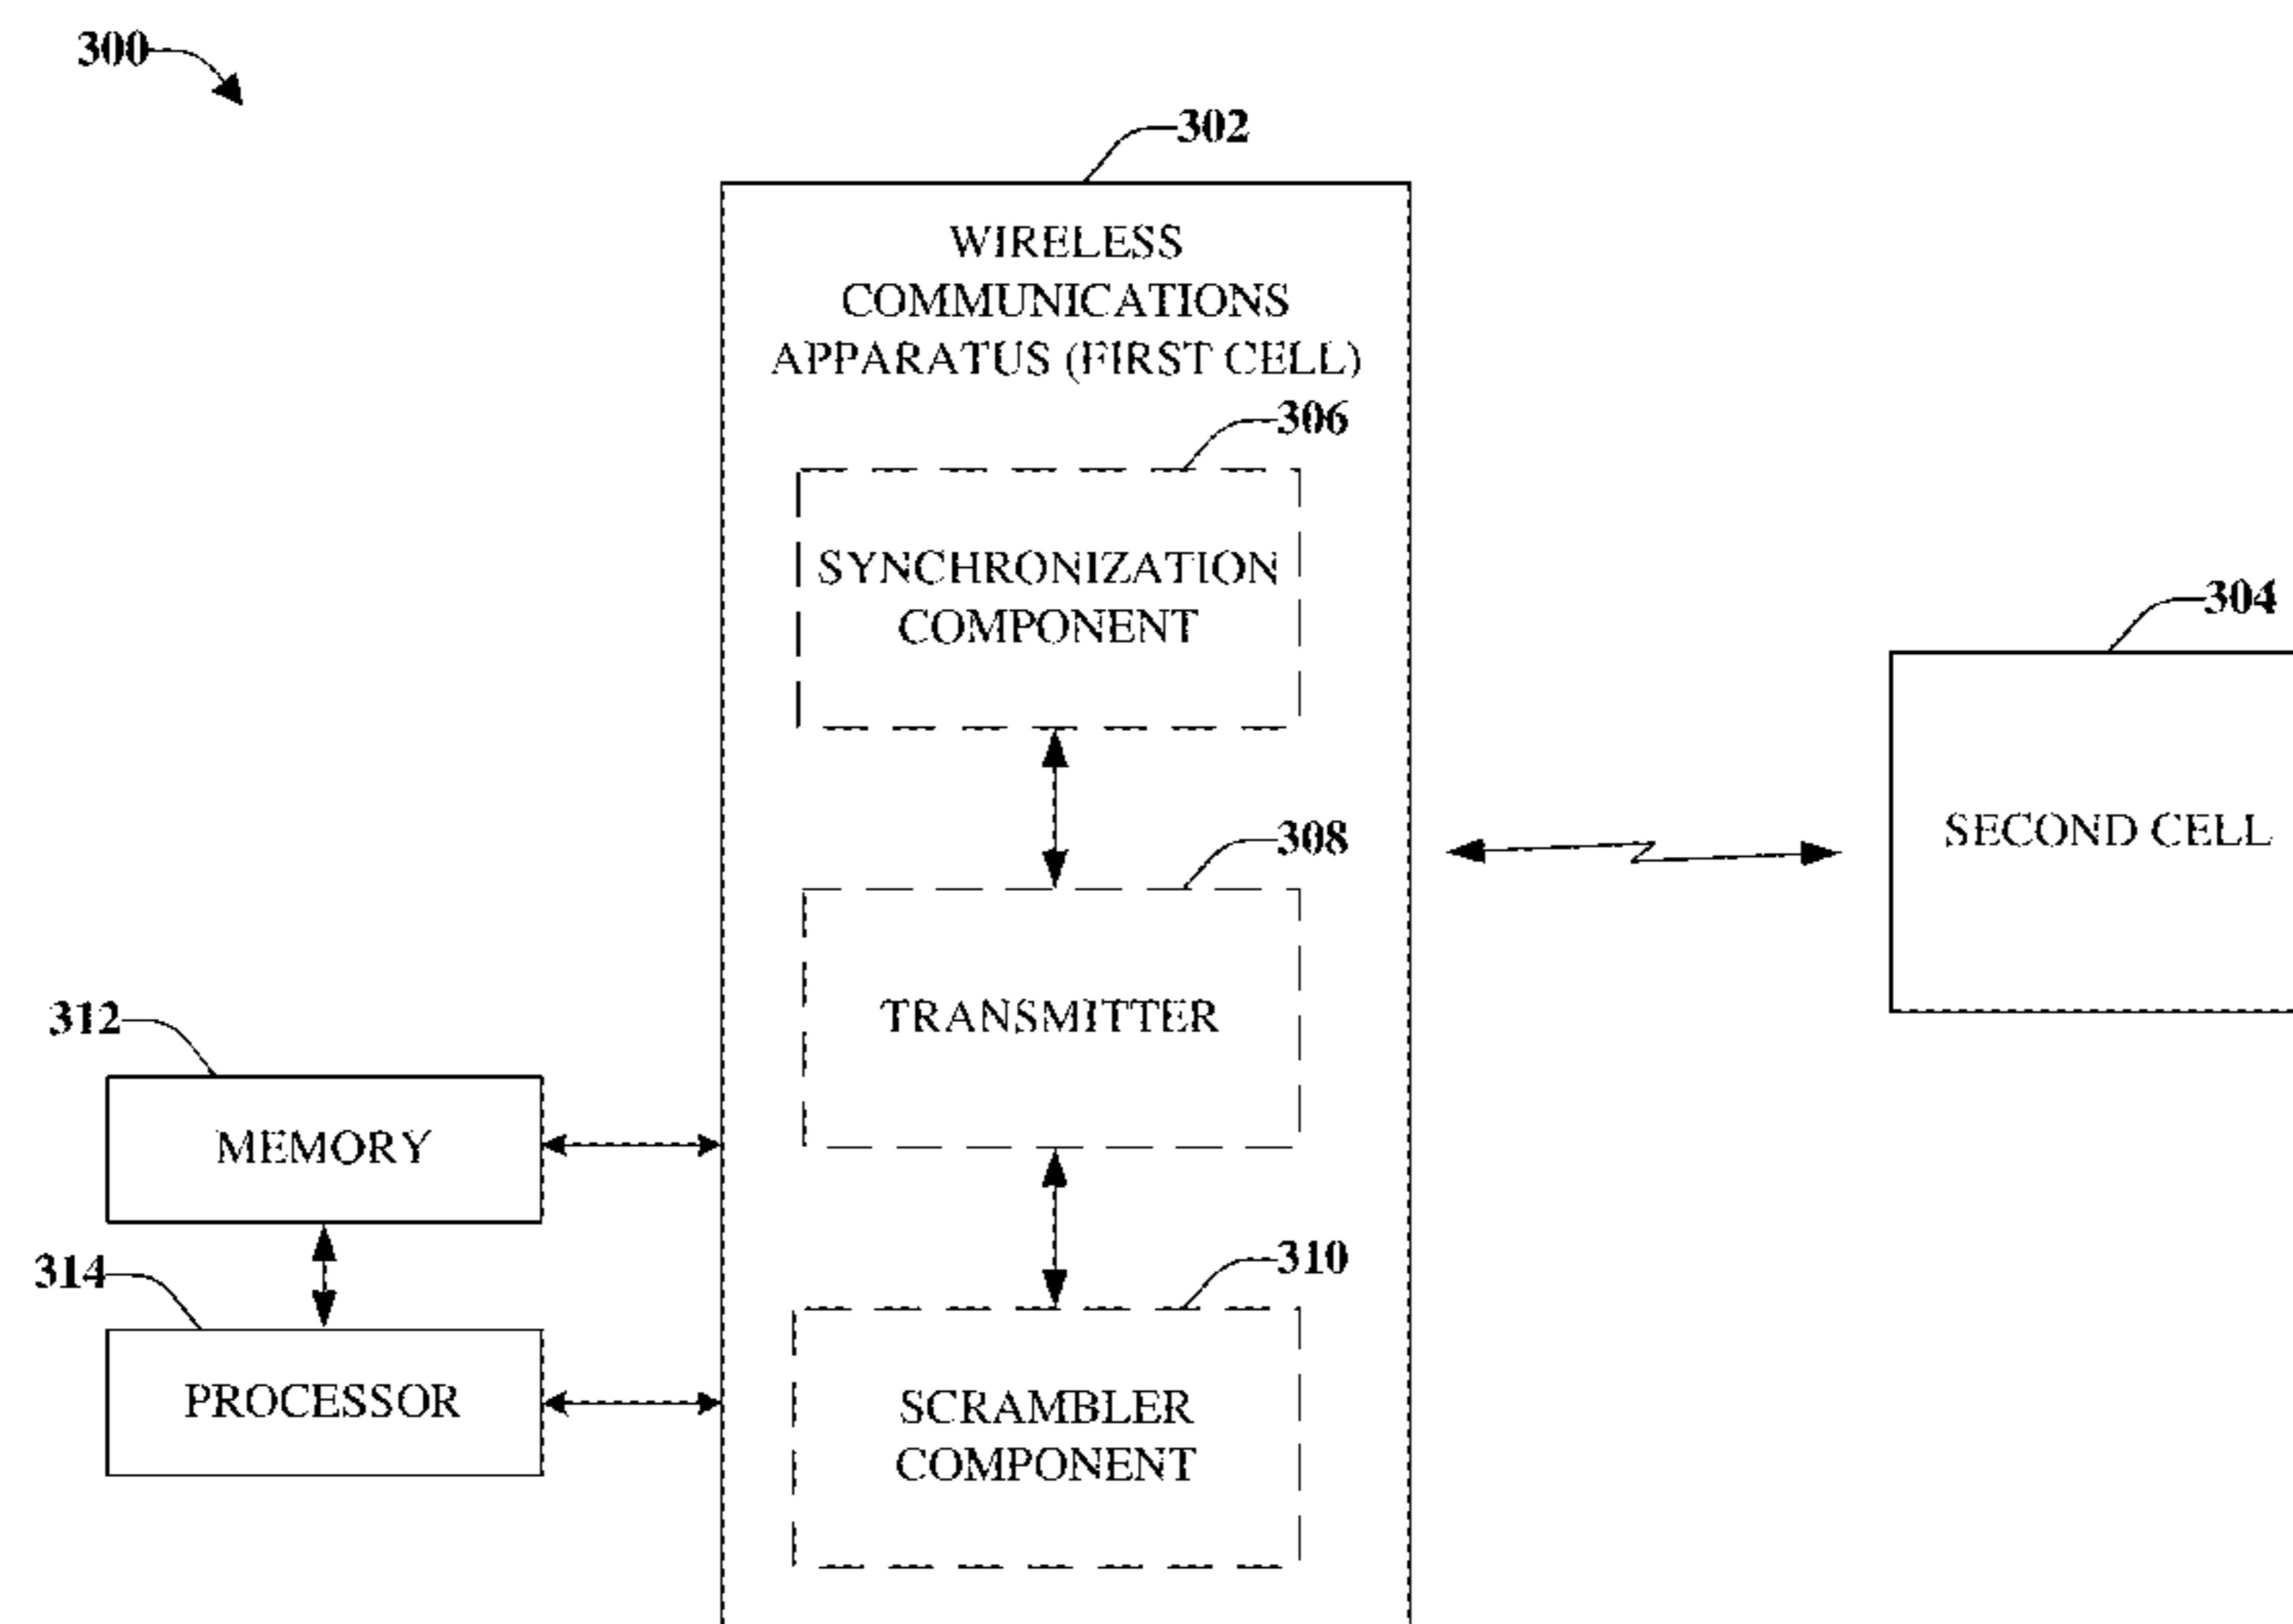 300
302
WIRELESS
COMMUNICATIONS
APPARATUS (FIRST CELL)
306
SYNCHRONIZATION
COMPONENT
304
SECOND CELL
308
TRANSMITTER
312
MEMORY
314
PROCESSOR
310
SCRAMBLER
COMPONENT